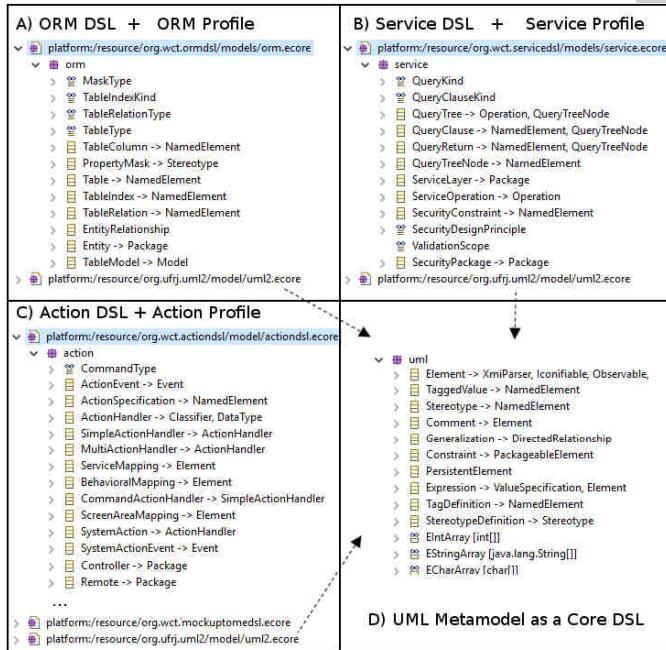 A) ORM DSL + ORM Profile
platform:/resource/org.wct.ormdsl/models/orm.ecore
orm
MaskType
TableIndexKind
TableRelationType
TableType
TableColumn -> NamedElement
PropertyMask -> Stereotype
Table -> NamedElement
TableIndex -> NamedElement
TableRelation -> NamedElement
EntityRelationship
Entity -> Package
TableModel -> Model
platform:/resource/org.ufrj.uml2/model/uml2.ecore
B) Service DSL + Service Profile
platform:/resource/org.wct.servicedsl/models/service.ecore
service
QueryKind
QueryClauseKind
QueryTree -> Operation, QueryTreeNode
QueryClause -> NamedElement, QueryTreeNode
QueryReturn -> NamedElement, QueryTreeNode
QueryTreeNode -> NamedElement
ServiceLayer -> Package
ServiceOperation -> Operation
SecurityConstraint -> NamedElement
SecurityDesignPrinciple
ValidationScope
SecurityPackage -> Package
platform:/resource/org.ufrj.uml2/model/uml2.ecore
C) Action DSL + Action Profile
platform:/resource/org.wct.actiondsl/model/actiondsl.ecore
action
CommandType
ActionEvent -> Event
ActionSpecification -> NamedElement
ActionHandler -> Classifier, DataType
SimpleActionHandler -> ActionHandler
MultiActionHandler -> ActionHandler
ServiceMapping -> Element
BehavioralMapping -> Element
CommandActionHandler -> SimpleActionHandler
ScreenAreaMapping -> Element
SystemAction -> ActionHandler
SystemActionEvent -> Event
Controller -> Package
Remote -> Package
...
platform:/resource/org.wct.mockuptomedsl.ecore
platform:/resource/org.ufrj.uml2/model/uml2.ecore
uml
Element -> XmiParser, Iconifiable, Observable,
TaggedValue -> NamedElement
Stereotype -> NamedElement
Comment -> Element
Generalization -> DirectedRelationship
Constraint -> PackageableElement
PersistentElement
Expression -> ValueSpecification, Element
TagDefinition -> NamedElement
StereotypeDefinition -> Stereotype
EIntArray [int[]]
EStringArray [java.lang.String[]]
ECharArray [char[]]
D) UML Metamodel as a Core DSL